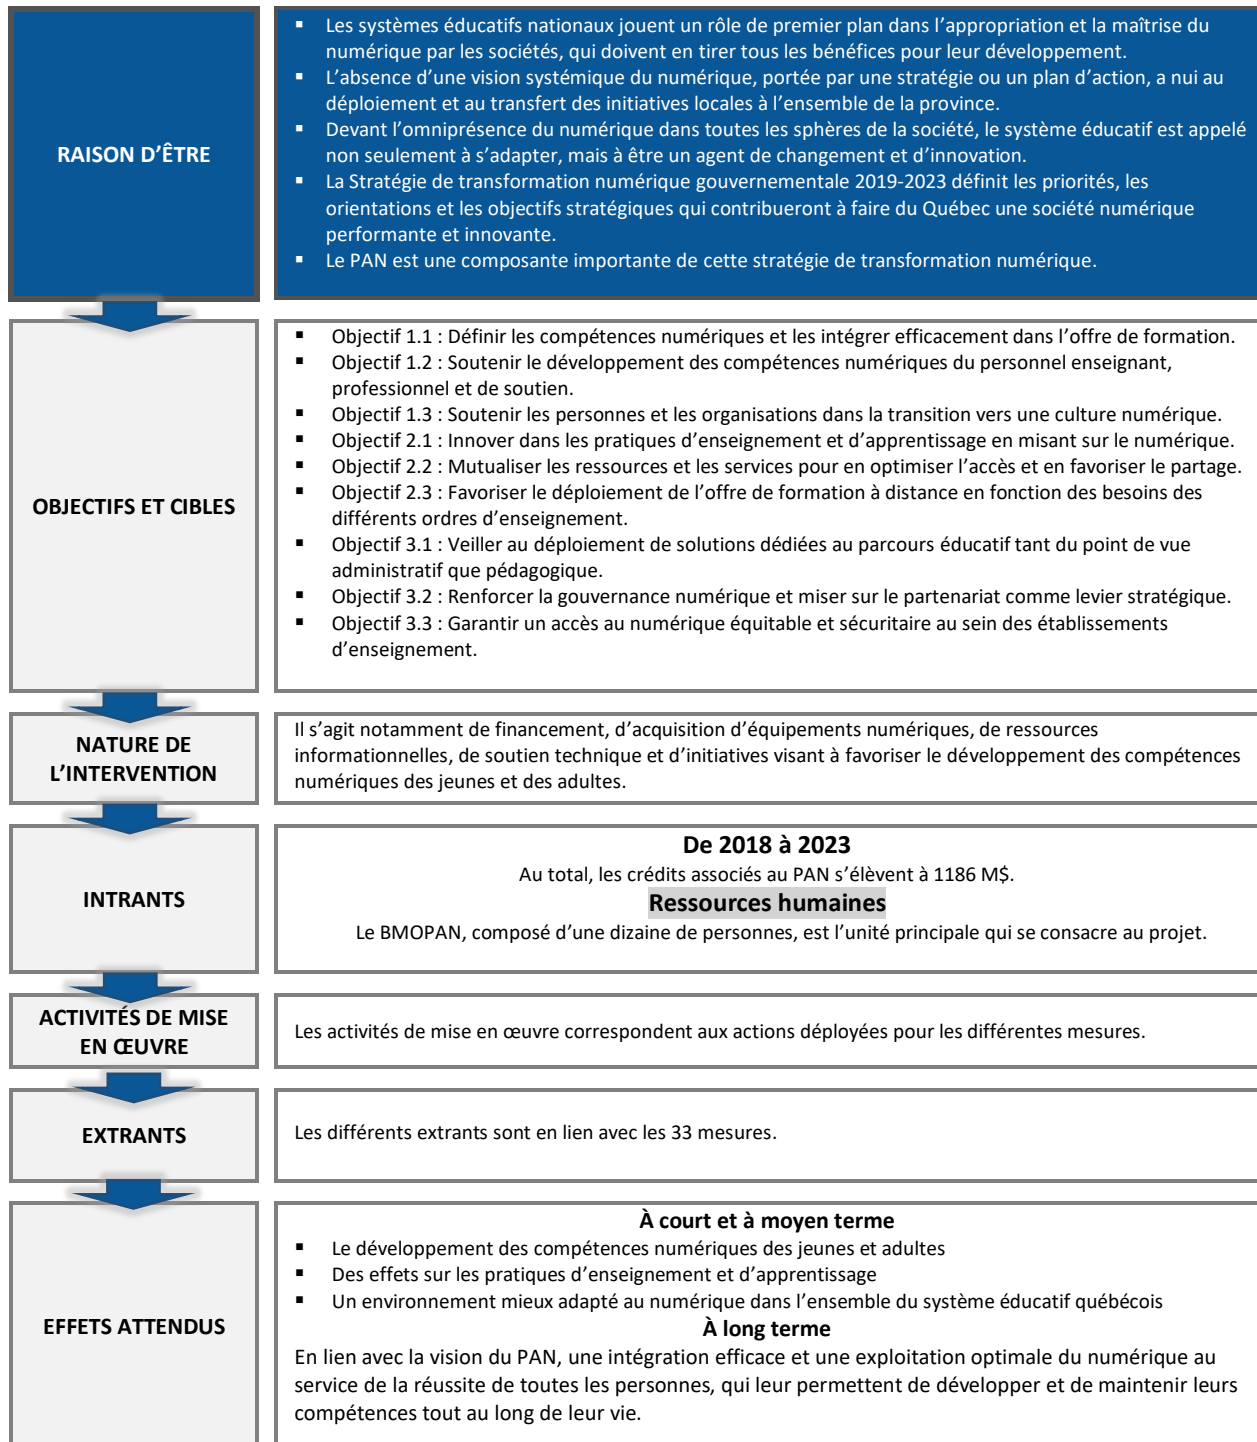 RAISON D’ÊTRE
▪ Les systèmes éducatifs nationaux jouent un rôle de premier plan dans l’appropriation et la maîtrise du
numérique par les sociétés, qui doivent en tirer tous les bénéfices pour leur développement.
▪ L’absence d’une vision systémique du numérique, portée par une stratégie ou un plan d’action, a nui au
déploiement et au transfert des initiatives locales à l’ensemble de la province.
▪ Devant l’omniprésence du numérique dans toutes les sphères de la société, le système éducatif est appelé
non seulement à s’adapter, mais à être un agent de changement et d’innovation.
▪ La Stratégie de transformation numérique gouvernementale 2019-2023 définit les priorités, les
orientations et les objectifs stratégiques qui contribueront à faire du Québec une société numérique
performante et innovante.
▪ Le PAN est une composante importante de cette stratégie de transformation numérique.
OBJECTIFS ET CIBLES
▪ Objectif 1.1 : Définir les compétences numériques et les intégrer efficacement dans l’offre de formation.
▪ Objectif 1.2 : Soutenir le développement des compétences numériques du personnel enseignant,
professionnel et de soutien.
▪ Objectif 1.3 : Soutenir les personnes et les organisations dans la transition vers une culture numérique.
▪ Objectif 2.1 : Innover dans les pratiques d’enseignement et d’apprentissage en misant sur le numérique.
▪ Objectif 2.2 : Mutualiser les ressources et les services pour en optimiser l’accès et en favoriser le partage.
▪ Objectif 2.3 : Favoriser le déploiement de l’offre de formation à distance en fonction des besoins des
différents ordres d’enseignement.
▪ Objectif 3.1 : Veiller au déploiement de solutions dédiées au parcours éducatif tant du point de vue
administratif que pédagogique.
▪ Objectif 3.2 : Renforcer la gouvernance numérique et miser sur le partenariat comme levier stratégique.
▪ Objectif 3.3 : Garantir un accès au numérique équitable et sécuritaire au sein des établissements
d’enseignement.
NATURE DE
L’INTERVENTION
Il s’agit notamment de financement, d’acquisition d’équipements numériques, de ressources
informationnelles, de soutien technique et d’initiatives visant à favoriser le développement des compétences
numériques des jeunes et des adultes.
INTRANTS
De 2018 à 2023
Au total, les crédits associés au PAN s’élèvent à 1186 M$.
Ressources humaines
Le BMOPAN, composé d’une dizaine de personnes, est l’unité principale qui se consacre au projet.
ACTIVITÉS DE MISE
EN ŒUVRE
Les activités de mise en œuvre correspondent aux actions déployées pour les différentes mesures.
EXTRANTS
Les différents extrants sont en lien avec les 33 mesures.
EFFETS ATTENDUS
À court et à moyen terme
▪ Le développement des compétences numériques des jeunes et adultes
▪ Des effets sur les pratiques d’enseignement et d’apprentissage
▪ Un environnement mieux adapté au numérique dans l’ensemble du système éducatif québécois
À long terme
En lien avec la vision du PAN, une intégration efficace et une exploitation optimale du numérique au
service de la réussite de toutes les personnes, qui leur permettent de développer et de maintenir leurs
compétences tout au long de leur vie.